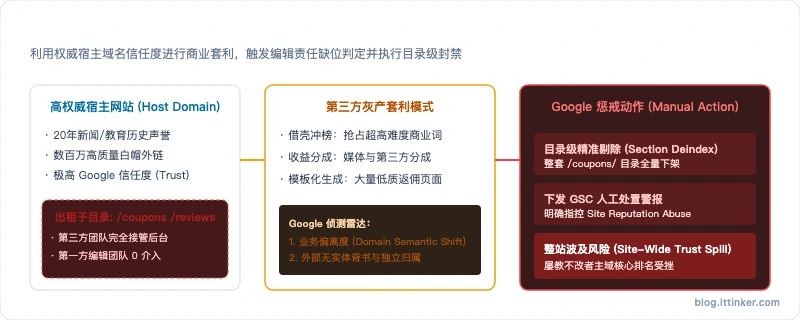 利用权威宿主域名信任度进行商业套利，触发编辑责任缺位判定并执行目录级封禁
高权威宿主网站 (Host Domain)
· 20年新闻/教育历史声誉
· 数百万高质量白帽外链
· 极高 Google 信任度 (Trust)
出租子目录: /coupons /reviews
· 第三方团队完全接管后台
· 第一方编辑团队 0 介入
第三方灰产套利模式
· 借壳冲榜：抢占超高难度商业词
· 收益分成：媒体与第三方分成
· 模板化生成：大量低质返佣页面
Google 侦测雷达：
1. 业务偏离度 (Domain Semantic Shift)
2. 外部无实体背书与独立归属
Google 惩戒动作 (Manual Action)
目录级精准剔除 (Section Deindex)
整套 /coupons/ 目录全量下架
下发 GSC 人工处置警报
明确指控 Site Reputation Abuse
整站波及风险 (Site-Wide Trust Spill)
屡教不改者主域核心排名受挫
blog.ittinker.com